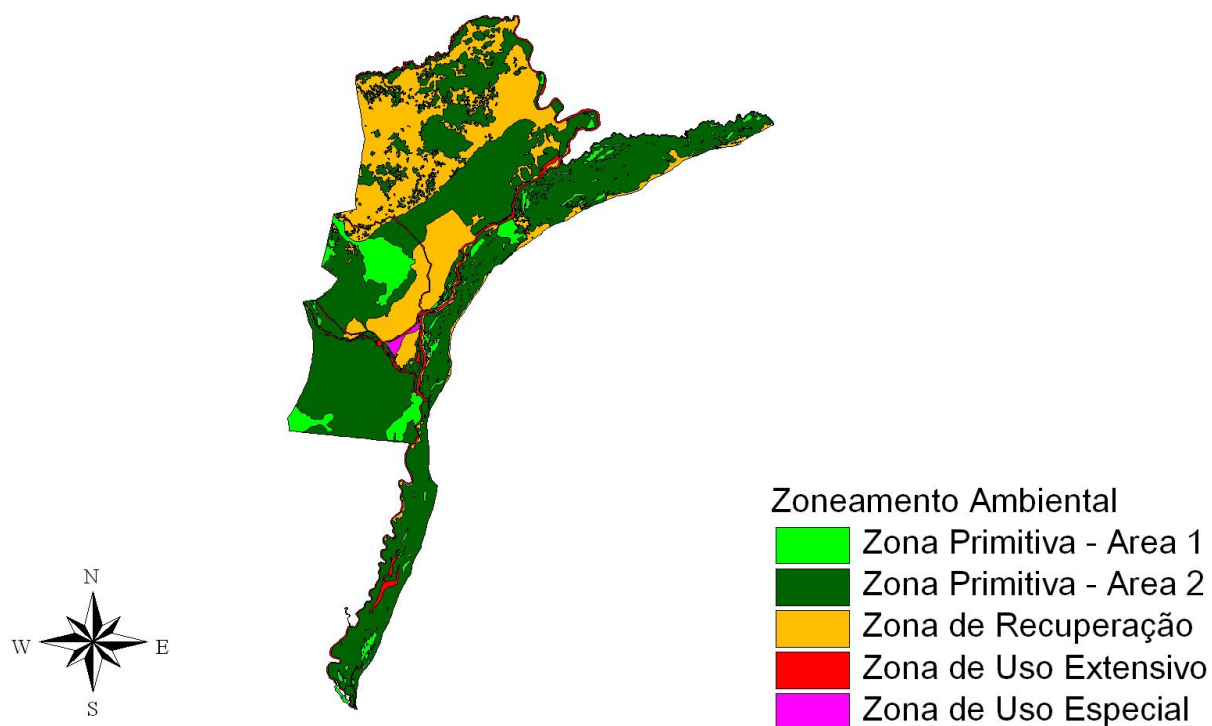 Zoneamento Ambiental
Zona Primitiva - Area 1
Zona Primitiva - Area 2
Zona de Recuperação
Zona de Uso Extensivo
Zona de Uso Especial
N
W
E
S